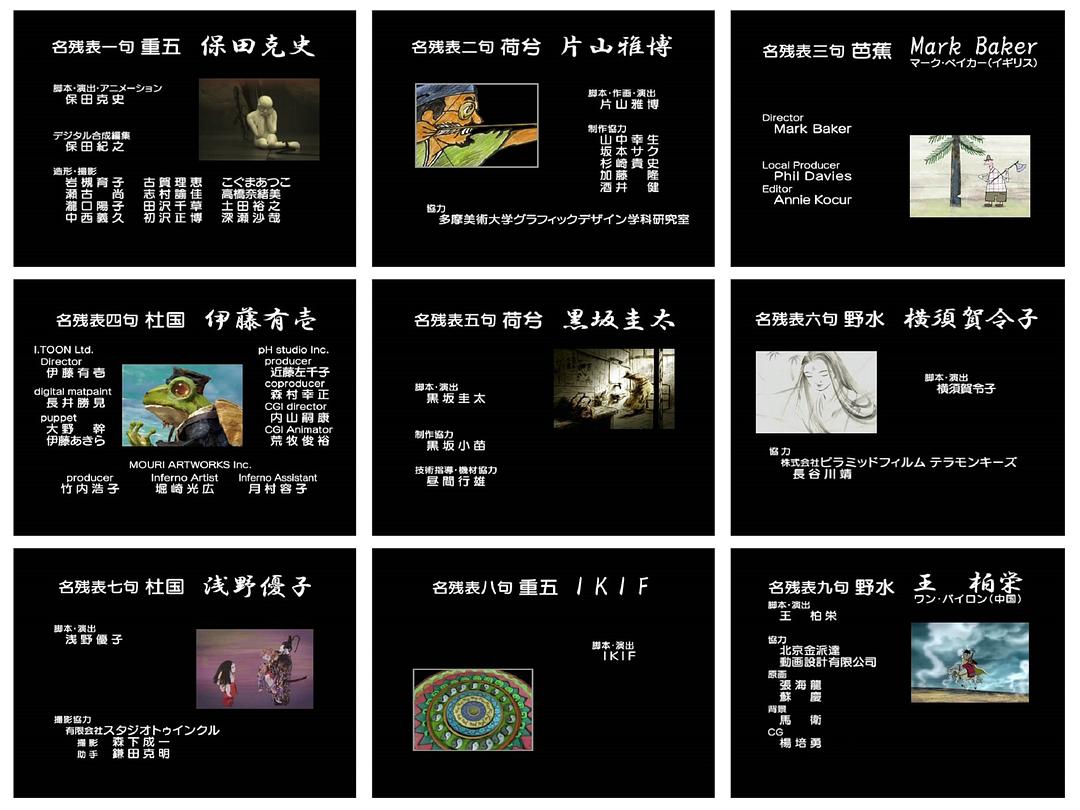 名残表一句 重五 保田克史
脚本・演出・アニメーション
保田克史
デジタル合成編集
保田紀之
造形・撮影
岩槻育子 古賀理恵 こぐまあつこ
瀬古 尚 志村諭佳 高橋奈緒美
瀧口陽子 田沢千草 土田裕之
中西義久 初沢正博 深瀬沙哉
名残表二句 荷兮 片山雅博
脚本・作画・演出
片山雅博
制作協力
山中幸生
坂本サク
杉崎貴史
加藤 隆
酒井 健
協力
多摩美術大学グラフィックデザイン学科研究室
名残表三句 芭蕉 Mark Baker
マーク・ベイカー(イギリス)
Director
Mark Baker
Local Producer
Phil Davies
Editor
Annie Kocur
名残表四句 杜国 伊藤有壱
I.TOON Ltd.
Director
伊藤有壱
digital matpaint
長井勝見
puppet
大野 幹
伊藤あきら
pH studio Inc.
producer
近藤左千子
coproducer
森村幸正
CGI director
内山嗣康
CGI Animator
荒牧俊裕
MOURI ARTWORKS Inc.
producer Inferno Artist Inferno Assistant
竹内浩子 堀崎光広 月村容子
名残表五句 荷兮 黒坂圭太
脚本・演出
黒坂圭太
制作協力
黒坂小苗
技術指導・機材協力
昼間行雄
名残表六句 野水 横須賀令子
脚本・演出
横須賀令子
協力
株式会社ピラミッドフィルム テラモンキーズ
長谷川靖
名残表七句 杜国 浅野優子
脚本・演出
浅野優子
撮影協力
有限会社スタジオトゥインクル
撮影 森下成一
助手 鎌田克明
名残表八句 重五 IKIF
脚本・演出
IKIF
名残表九句 野水 王 柏栄
ワン・バイロン(中国)
脚本・演出
王 柏栄
協力
北京金派達
動画設計有限公司
原画
張海龍
蘇 慶
背景
馬 衛
CG
楊培勇